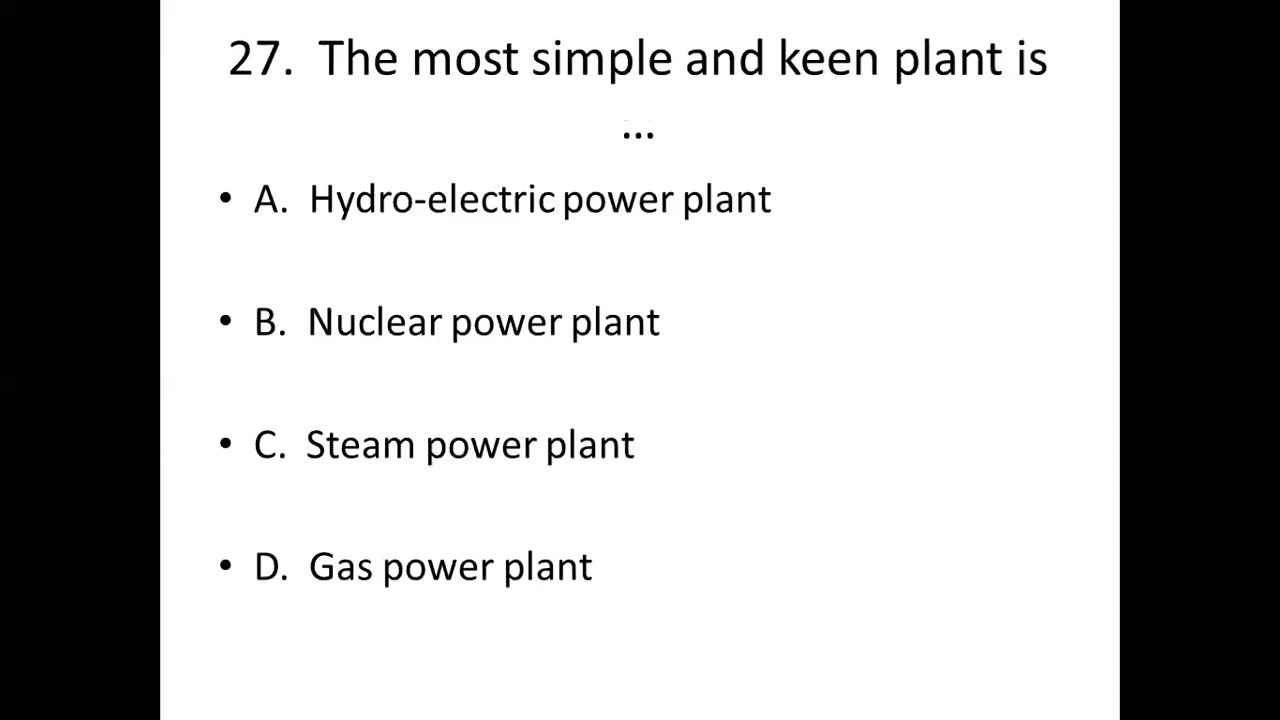 27. The most simple and keen plant is
...
• A. Hydro-electric power plant
• B. Nuclear power plant
• C. Steam power plant
• D. Gas power plant